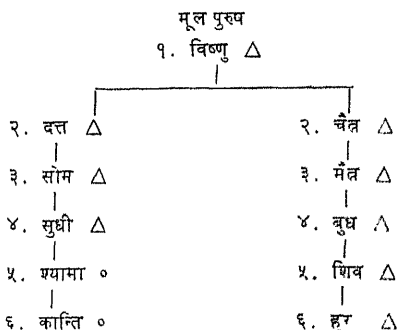 मूल पुरुष
१. विष्णु △
२. दत्त △ २. चैत्न △
३. सोम △ ३. मैत्न △
४. सुधी △ ४. बुध △
५. श्यामा ० ५. शिव △
६. कान्ति ० ६. हर △